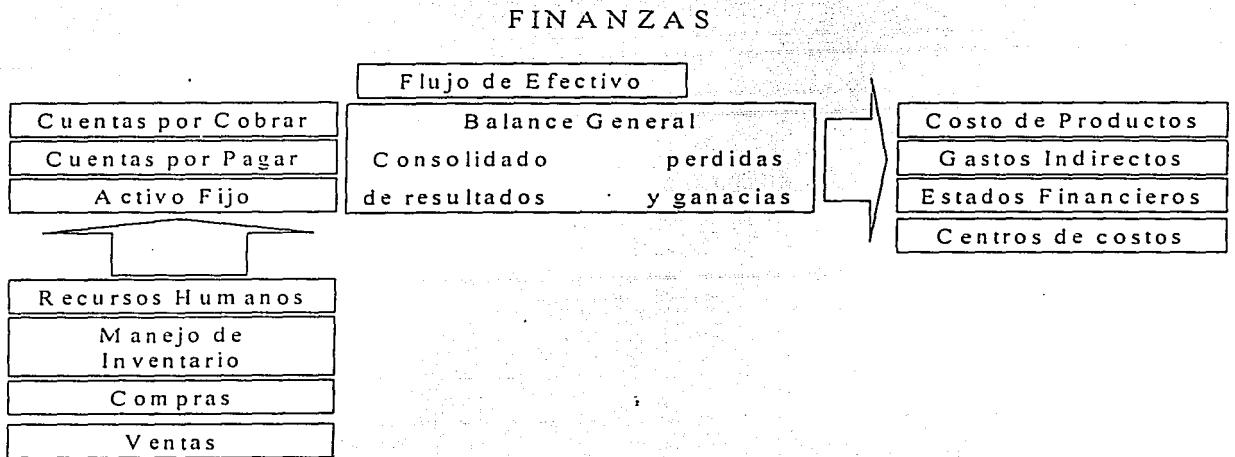 FINANZAS
Flujo de Efectivo
Cuentas por Cobrar
Cuentas por Pagar
Activo Fijo
Balance General
Consolidado perdidas
de resultados y ganacias
Costo de Productos
Gastos Indirectos
Estados Financieros
Centros de costos
Recursos Humanos
Manejo de
Inventario
Compras
Ventas